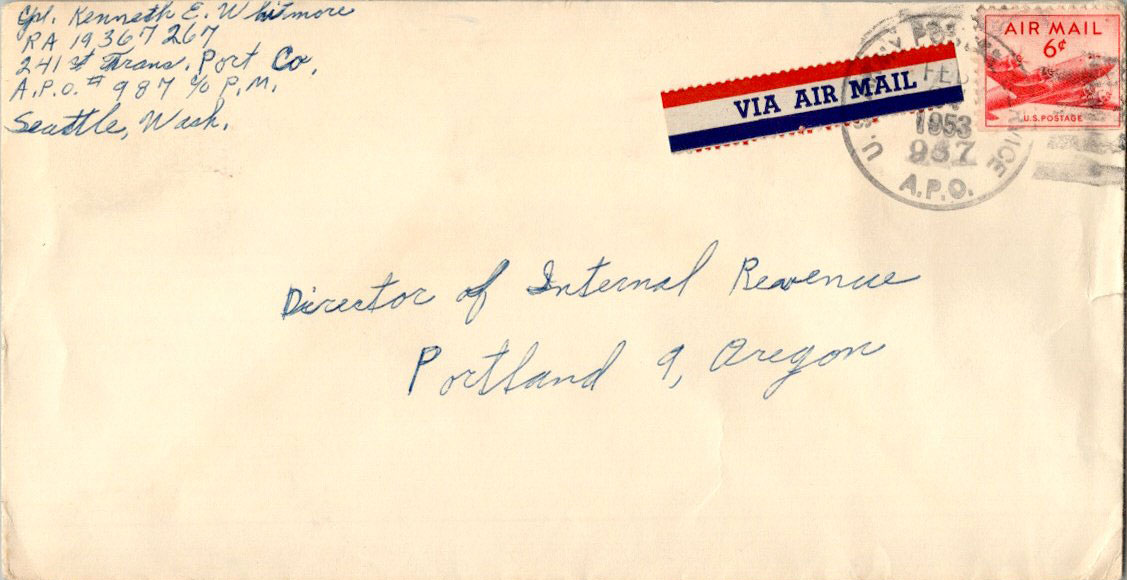 Cpl. Kenneth E. Whitmore
RA 19367267
241st Trans. Port Co.
A.P.O. # 987 c/o P.M.
Seattle, Wash.
VIA AIR MAIL
AIR MAIL
6¢
U.S. POSTAGE
FEB
1953
987
A.P.O.
Director of Internal Revenue
Portland 9, Oregon